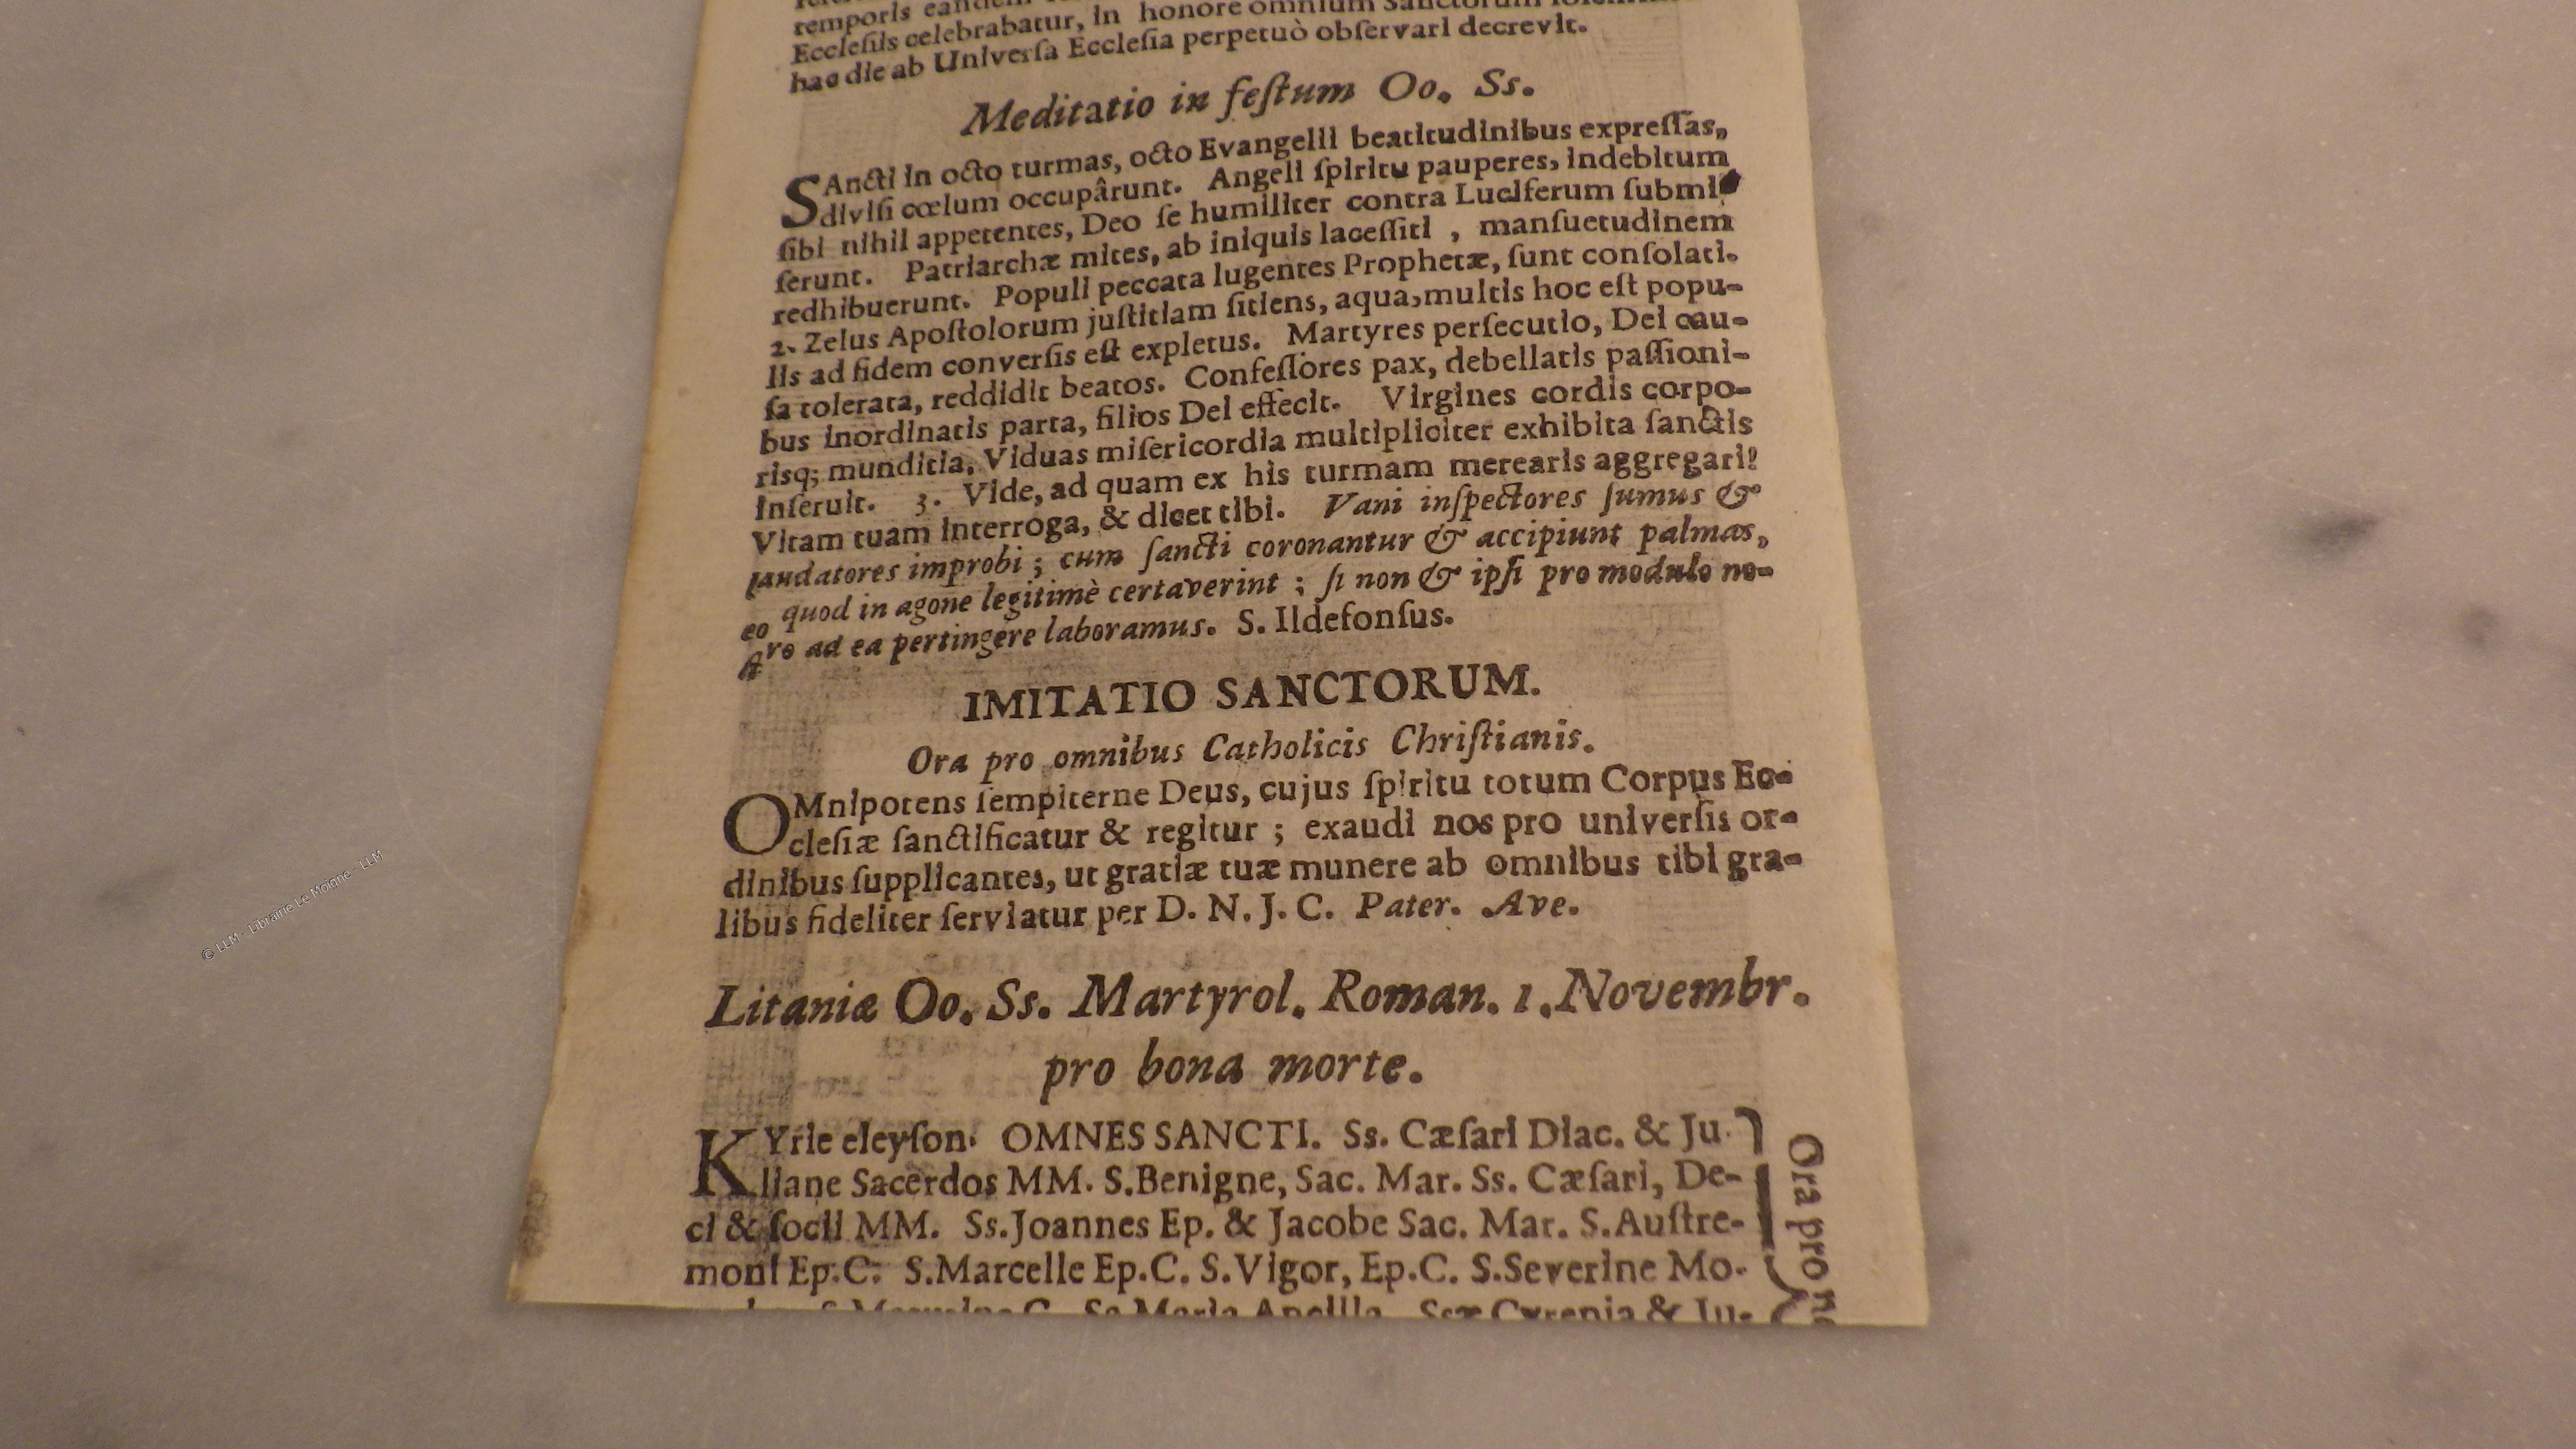 temporis
Ecclesiis celebrabatur, in honore omnium
hac die ab Universa Ecclesia perpetuò observari decrevit.
Meditatio in feſtum Oo. Ss.
SAncti in octo turmas, octo Evangelii beatitudinibus expreſſas,
diviſi cœlum occupârunt. Angeli ſpiritu pauperes, indebitum
ſibi nihil appetentes, Deo ſe humiliter contra Luciferum ſubmi
ſerunt. Patriarchæ mites, ab iniquis laceſſiti , manſuetudinem
redhibuerunt. Populi peccata lugentes Prophetæ, ſunt conſolati.
2. Zelus Apoſtolorum juſtitiam ſitiens, aqua, multis hoc eſt popu-
lis ad fidem converſis eſt expletus. Martyres perſecutio, Dei cau-
ſa tolerata, reddidit beatos. Confeſſores pax, debellatis paſſioni-
bus inordinatis parta, filios Dei effecit. Virgines cordis corpo-
risq; munditia, Viduas miſericordia multipliciter exhibita ſanctis
inſeruit. 3. Vide, ad quam ex his turmam merearis aggregari!
Vitam tuam interroga, & dicet tibi. Vani inſpectores ſumus &
laudatores improbi ; cum ſancti coronantur & accipiunt palmas,
eo quod in agone legitimè certaverint ; ſi non & ipſi pro modulo no-
ſtro ad ea pertingere laboramus. S. Ildefonſus.
IMITATIO SANCTORUM.
Ora pro omnibus Catholicis Chriſtianis.
OMnipotens ſempiterne Deus, cujus ſpiritu totum Corpus Ec-
cleſiæ ſanctificatur & regitur ; exaudi nos pro univerſis or-
dinibus ſupplicantes, ut gratiæ tuæ munere ab omnibus tibi gra-
libus fideliter ſerviatur per D. N. J. C. Pater. Ave.
Litaniæ Oo. Ss. Martyrol. Roman. 1. Novembr.
pro bona morte.
KYrie eleyſon. OMNES SANCTI. Ss. Cæſari Diac. & Ju-
liane Sacerdos MM. S. Benigne, Sac. Mar. Ss. Cæſari, De-
ci & ſocii MM. Ss. Joannes Ep. & Jacobe Sac. Mar. S. Auſtre-
moni Ep. C. S. Marcelle Ep. C. S. Vigor, Ep. C. S. Severine Mo-
Ora pro
© LLM - Librairie Le Moigne - LLM